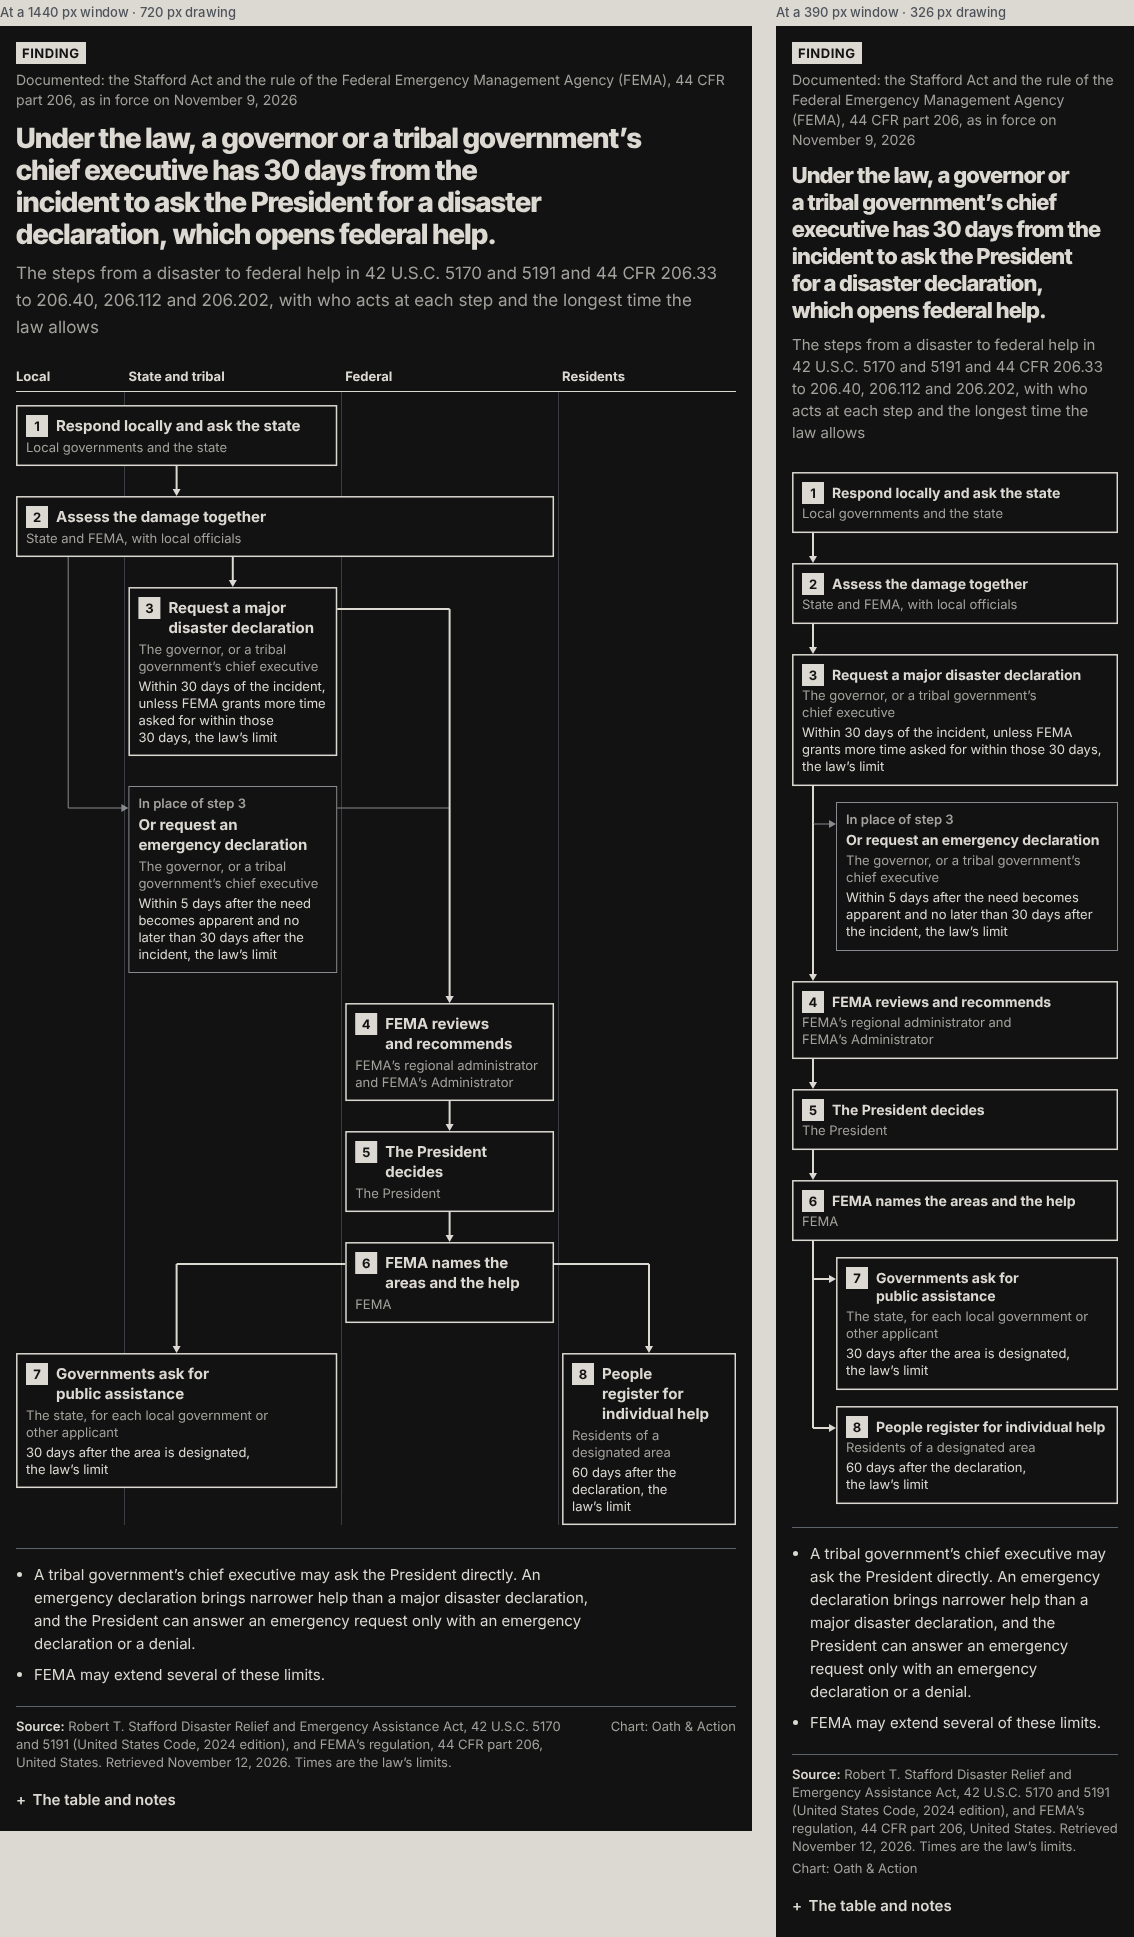 At a 1440 px window · 720 px drawing
FINDING
Documented: the Stafford Act and the rule of the Federal Emergency Management Agency (FEMA), 44 CFR
part 206, as in force on November 9, 2026
Under the law, a governor or a tribal government’s
chief executive has 30 days from the
incident to ask the President for a disaster
declaration, which opens federal help.
The steps from a disaster to federal help in 42 U.S.C. 5170 and 5191 and 44 CFR 206.33
to 206.40, 206.112 and 206.202, with who acts at each step and the longest time the
law allows
Local
State and tribal
Federal
Residents
1 Respond locally and ask the state
Local governments and the state
2 Assess the damage together
State and FEMA, with local officials
3 Request a major
disaster declaration
The governor, or a tribal
government’s chief executive
Within 30 days of the incident,
unless FEMA grants more time
asked for within those
30 days, the law’s limit
In place of step 3
Or request an
emergency declaration
The governor, or a tribal
government’s chief executive
Within 5 days after the need
becomes apparent and no
later than 30 days after the
incident, the law’s limit
4 FEMA reviews
and recommends
FEMA’s regional administrator
and FEMA’s Administrator
5 The President
decides
The President
6 FEMA names the
areas and the help
FEMA
7 Governments ask for
public assistance
The state, for each local government or
other applicant
30 days after the area is designated,
the law’s limit
8 People
register for
individual help
Residents of a
designated area
60 days after the
declaration, the
law’s limit
• A tribal government’s chief executive may ask the President directly. An
emergency declaration brings narrower help than a major disaster declaration,
and the President can answer an emergency request only with an emergency
declaration or a denial.
• FEMA may extend several of these limits.
Source: Robert T. Stafford Disaster Relief and Emergency Assistance Act, 42 U.S.C. 5170
and 5191 (United States Code, 2024 edition), and FEMA’s regulation, 44 CFR part 206,
United States. Retrieved November 12, 2026. Times are the law’s limits.
Chart: Oath & Action
+ The table and notes
At a 390 px window · 326 px drawing
FINDING
Documented: the Stafford Act and the rule of the
Federal Emergency Management Agency
(FEMA), 44 CFR part 206, as in force on
November 9, 2026
Under the law, a governor or
a tribal government’s chief
executive has 30 days from the
incident to ask the President
for a disaster declaration,
which opens federal help.
The steps from a disaster to federal help in
42 U.S.C. 5170 and 5191 and 44 CFR 206.33
to 206.40, 206.112 and 206.202, with who
acts at each step and the longest time the
law allows
1 Respond locally and ask the state
Local governments and the state
2 Assess the damage together
State and FEMA, with local officials
3 Request a major disaster declaration
The governor, or a tribal government’s
chief executive
Within 30 days of the incident, unless FEMA
grants more time asked for within those 30 days,
the law’s limit
In place of step 3
Or request an emergency declaration
The governor, or a tribal government’s
chief executive
Within 5 days after the need becomes
apparent and no later than 30 days after
the incident, the law’s limit
4 FEMA reviews and recommends
FEMA’s regional administrator and
FEMA’s Administrator
5 The President decides
The President
6 FEMA names the areas and the help
FEMA
7 Governments ask for
public assistance
The state, for each local government or
other applicant
30 days after the area is designated,
the law’s limit
8 People register for individual help
Residents of a designated area
60 days after the declaration,
the law’s limit
• A tribal government’s chief executive may
ask the President directly. An emergency
declaration brings narrower help than a
major disaster declaration, and the
President can answer an emergency
request only with an emergency
declaration or a denial.
• FEMA may extend several of these limits.
Source: Robert T. Stafford Disaster Relief and
Emergency Assistance Act, 42 U.S.C. 5170 and 5191
(United States Code, 2024 edition), and FEMA’s
regulation, 44 CFR part 206, United States. Retrieved
November 12, 2026. Times are the law’s limits.
Chart: Oath & Action
+ The table and notes